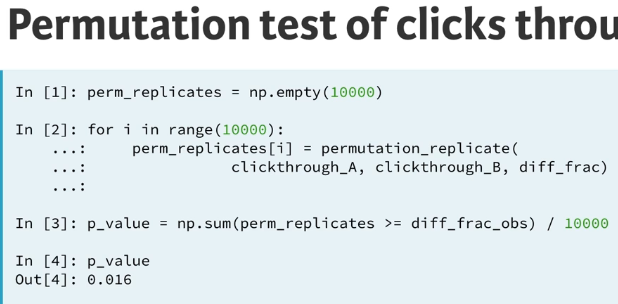 Permutation test of clicks throu
In [1]: perm_replicates = np.empty(10000)
In [2]: for i in range(10000):
   ...:     perm_replicates[i] = permutation_replicate(
   ...:                 clickthrough_A, clickthrough_B, diff_frac)
   ...:
In [3]: p_value = np.sum(perm_replicates >= diff_frac_obs) / 10000
In [4]: p_value
Out[4]: 0.016